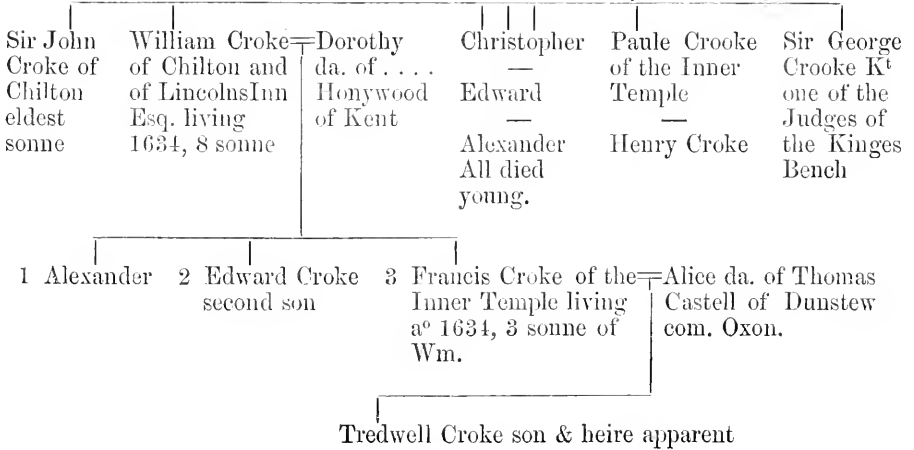 Sir John
Croke of
Chilton
eldest
sonne
William Croke=Dorothy
of Chilton and da. of . . . .
of LincolnsInn Honywood
Esq. living of Kent
1634, 8 sonne
Christopher
—
Edward
—
Alexander
All died
young.
Paule Crooke
of the Inner
Temple
—
Henry Croke
Sir George
Crooke Kt
one of the
Judges of
the Kinges
Bench
1 Alexander
2 Edward Croke
second son
3 Francis Croke of the=Alice da. of Thomas
Inner Temple living Castell of Dunstew
aº 1634, 3 sonne of com. Oxon.
Wm.
Tredwell Croke son & heire apparent